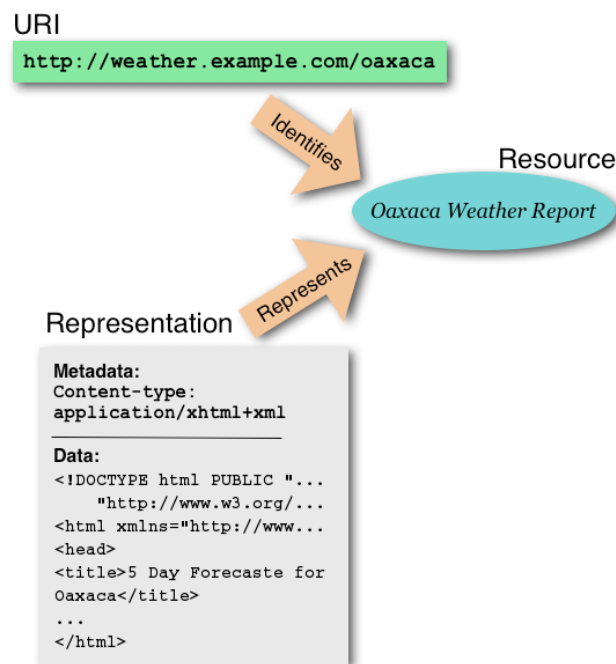 URI
http://weather.example.com/oaxaca
Identifies
Resource
Oaxaca Weather Report
Represents
Representation
Metadata:
Content-type:
application/xhtml+xml
Data:
<!DOCTYPE html PUBLIC "...
"http://www.w3.org/...
<html xmlns="http://www...
<head>
<title>5 Day Forecaste for
Oaxaca</title>
...
</html>